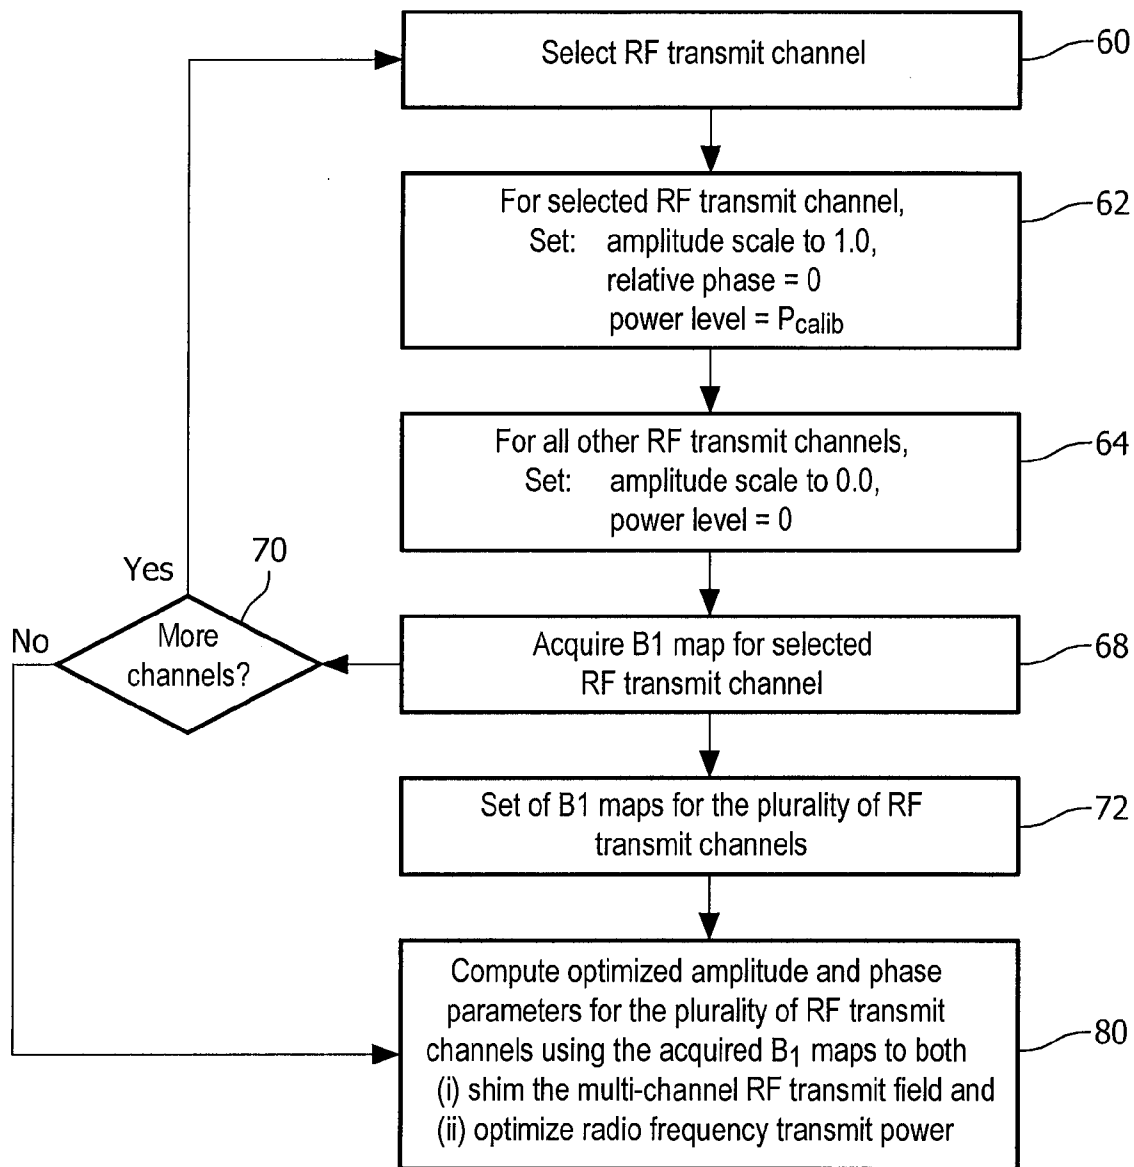 Select RF transmit channel
60
For selected RF transmit channel,
Set: amplitude scale to 1.0,
relative phase = 0
power level = Pcalib
62
For all other RF transmit channels,
Set: amplitude scale to 0.0,
power level = 0
64
Yes
70
No
More
channels?
Acquire B1 map for selected
RF transmit channel
68
Set of B1 maps for the plurality of RF
transmit channels
72
Compute optimized amplitude and phase
parameters for the plurality of RF transmit
channels using the acquired B1 maps to both
(i) shim the multi-channel RF transmit field and
(ii) optimize radio frequency transmit power
80